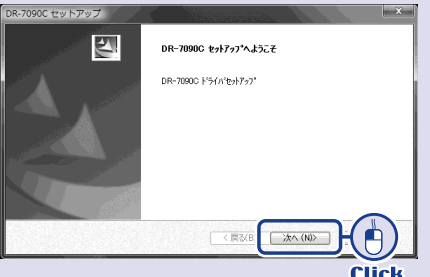 DR-7090C セットアップ
DR-7090C ｾｯﾄｱｯﾌﾟへようこそ
DR-7090C ﾄﾞﾗｲﾊﾞｾｯﾄｱｯﾌﾟ
< 戻る(B
次へ(N)>
Click